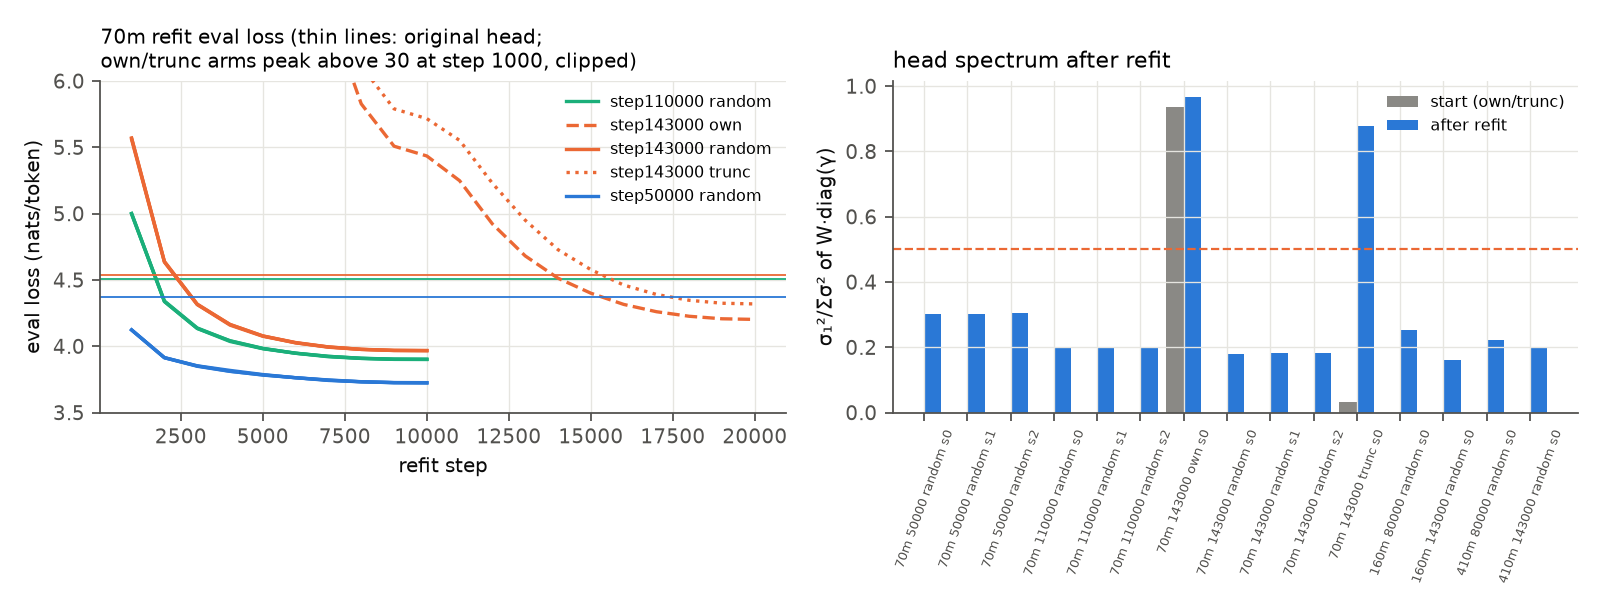 70m refit eval loss (thin lines: original head;
own/trunc arms peak above 30 at step 1000, clipped)
eval loss (nats/token)
6.0
5.5
5.0
4.5
4.0
3.5
step110000 random
step143000 own
step143000 random
step143000 trunc
step50000 random
2500 5000 7500 10000 12500 15000 17500 20000
refit step
head spectrum after refit
σ₁²/Σσ² of W·diag(γ)
1.0
0.8
0.6
0.4
0.2
0.0
start (own/trunc)
after refit
70m 50000 random s0
70m 50000 random s1
70m 50000 random s2
70m 110000 random s0
70m 110000 random s1
70m 110000 random s2
70m 143000 own s0
70m 143000 random s0
70m 143000 random s1
70m 143000 random s2
70m 143000 trunc s0
160m 80000 random s0
160m 143000 random s0
410m 80000 random s0
410m 143000 random s0